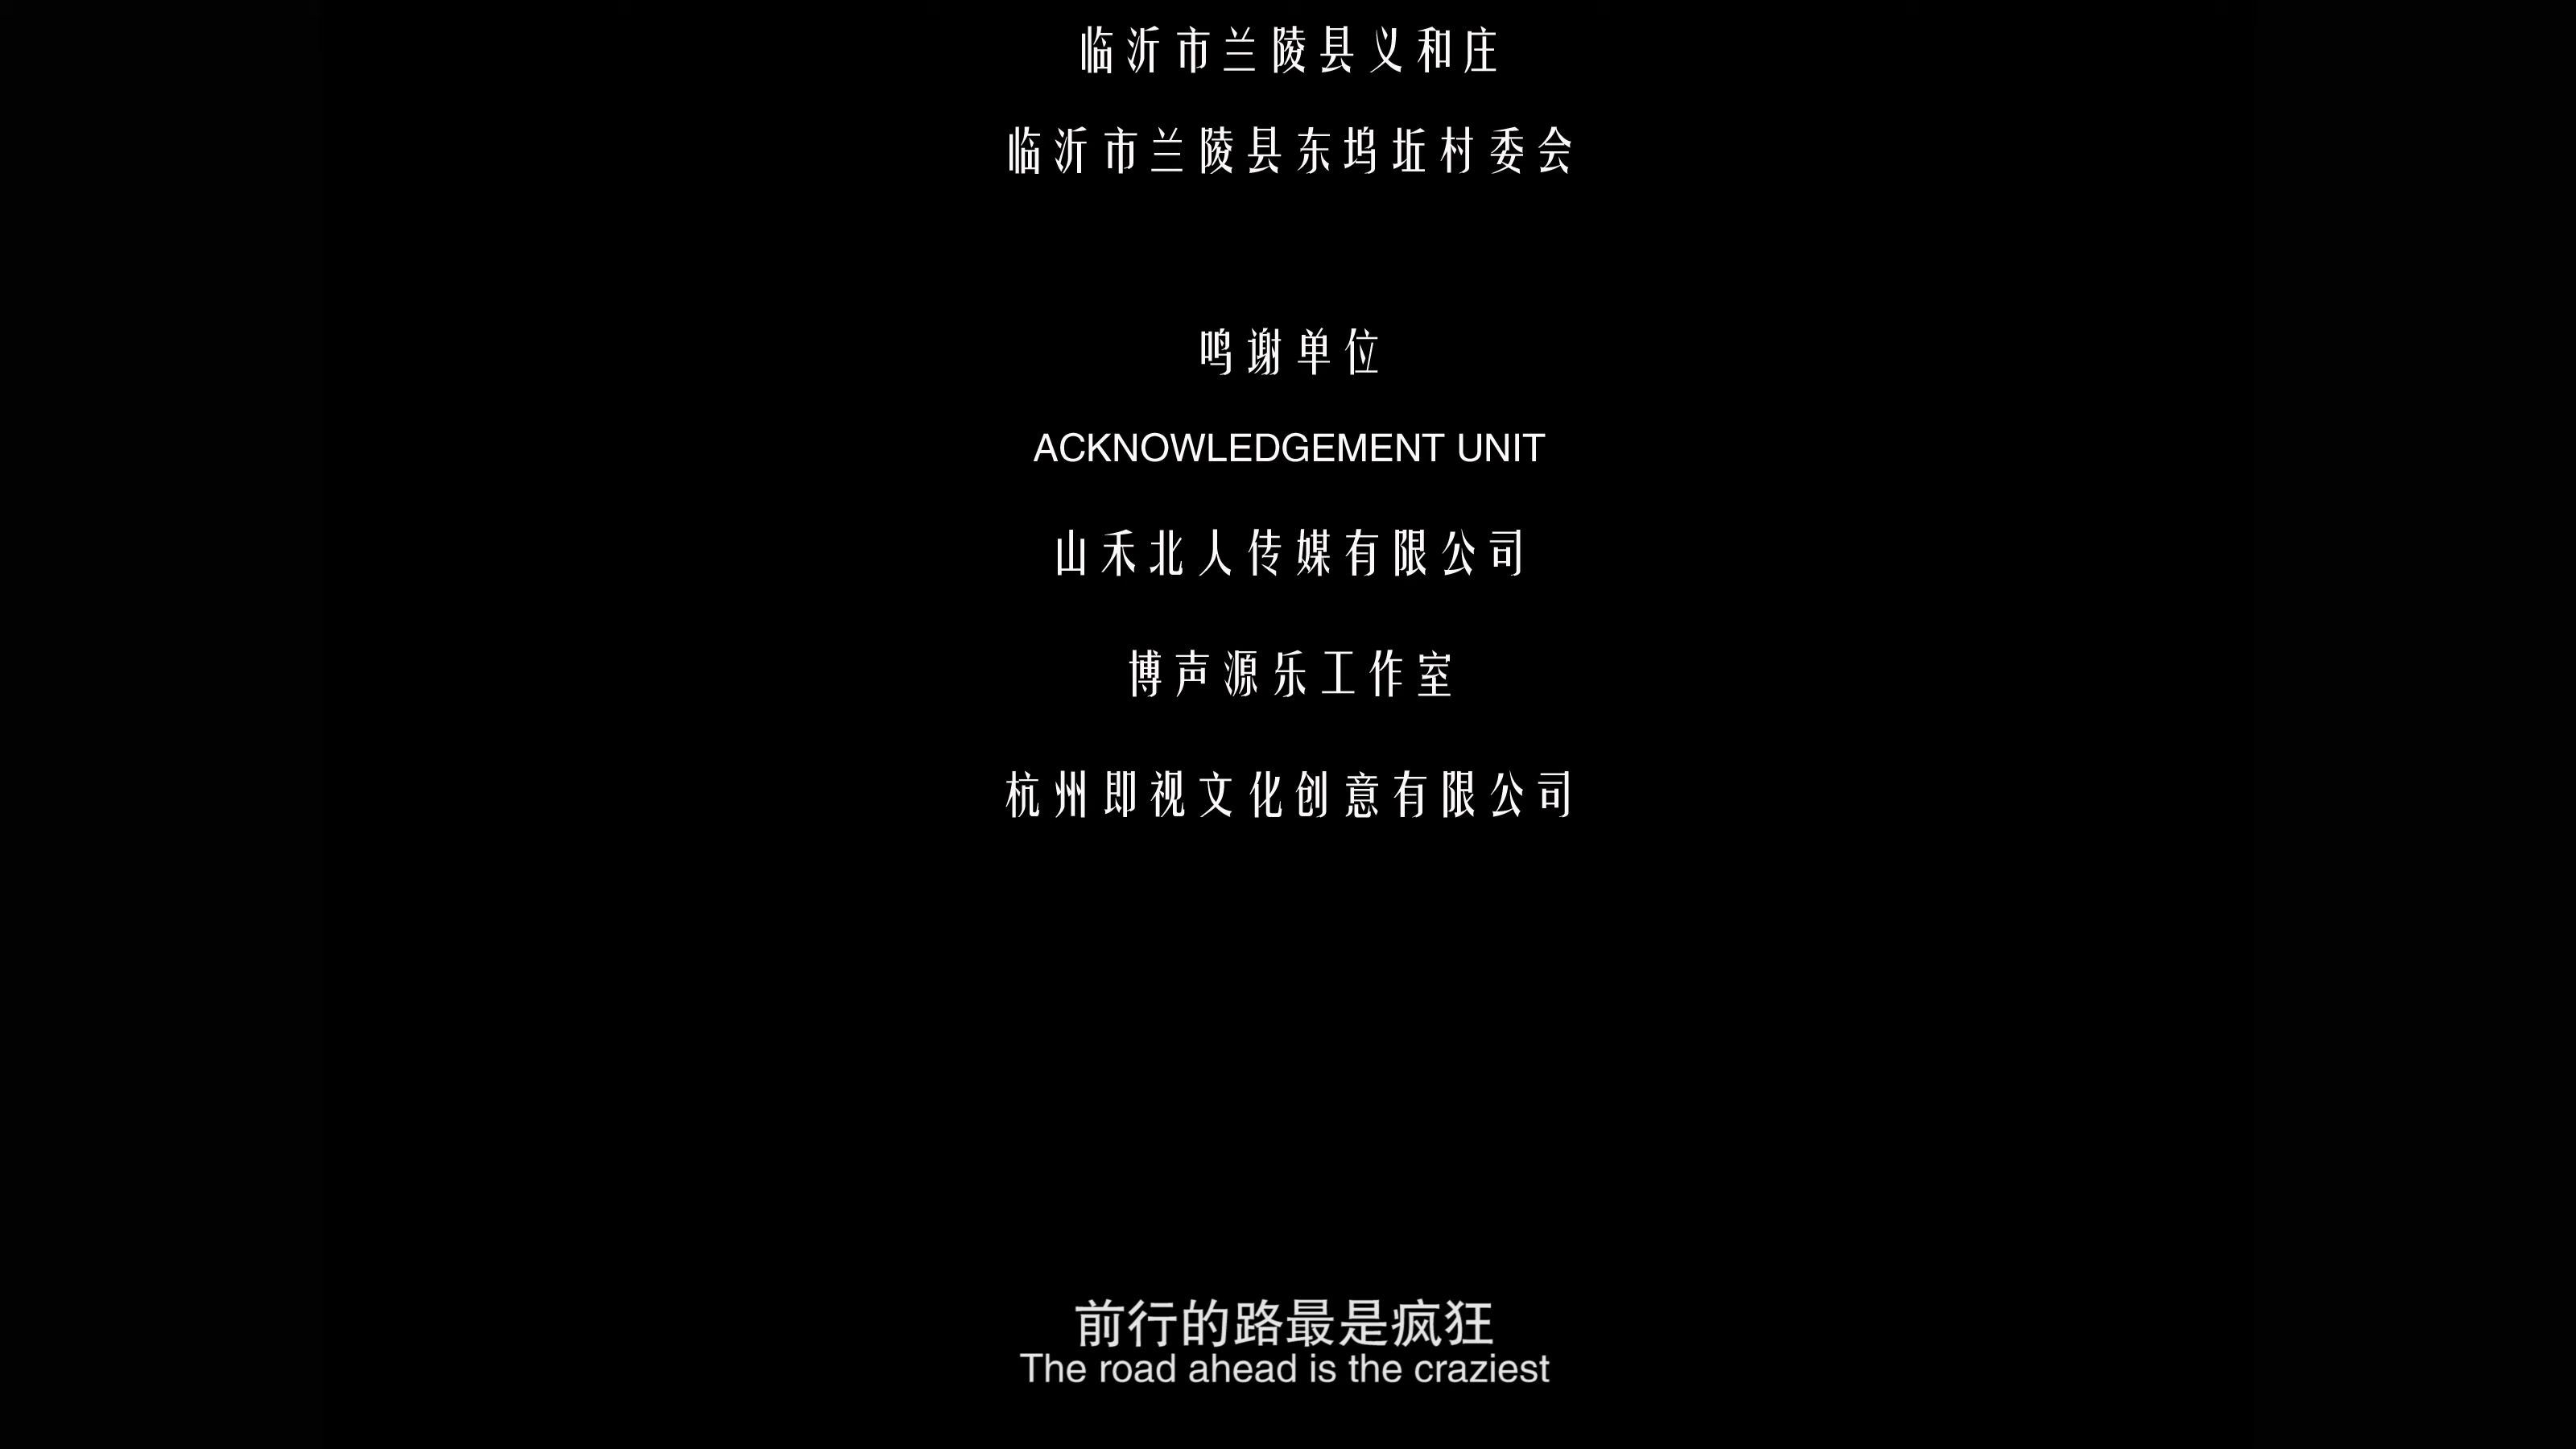 临沂市兰陵县义和庄
临沂市兰陵县东坞坵村委会
鸣谢单位
ACKNOWLEDGEMENT UNIT
山禾北人传媒有限公司
博声源乐工作室
杭州即视文化创意有限公司
前行的路最是疯狂
The road ahead is the craziest